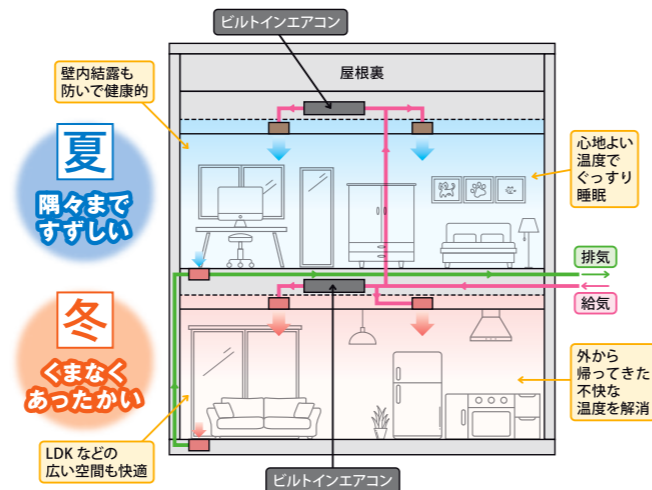 ビルトインエアコン
屋根裏
壁内結露も
防いで健康的
夏
隅々まで
すずしい
心地よい
温度で
ぐっすり
睡眠
排気
給気
冬
くまなく
あったかい
外から
帰ってきた
不快な
温度を解消
LDKなどの
広い空間も快適
ビルトインエアコン